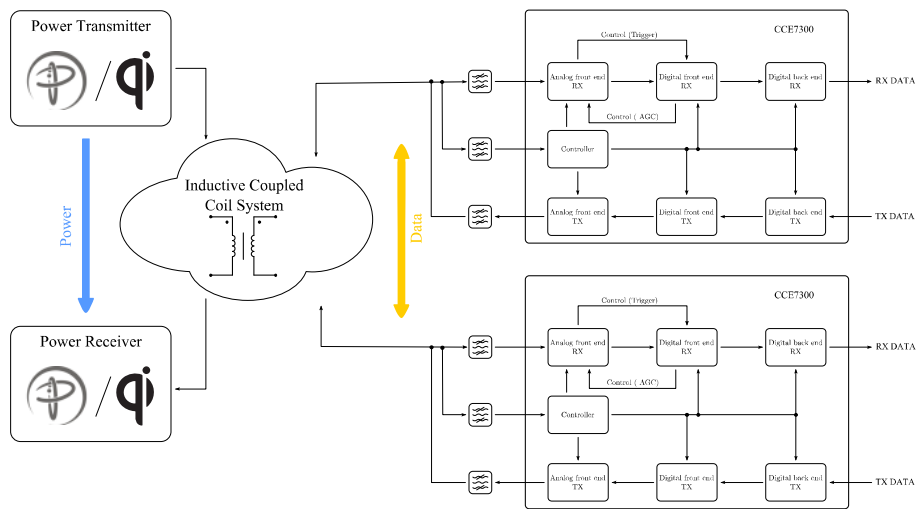 Power Transmitter
qi
Power
Inductive Coupled
Coil System
Data
Power Receiver
qi
CCE7300
Control (Trigger)
Analog front end
RX
Digital front end
RX
Digital back end
RX
RX DATA
Control ( AGC)
Controller
Analog front end
TX
Digital front end
TX
Digital back end
TX
TX DATA
CCE7300
Control (Trigger)
Analog front end
RX
Digital front end
RX
Digital back end
RX
RX DATA
Control ( AGC)
Controller
Analog front end
TX
Digital front end
TX
Digital back end
TX
TX DATA